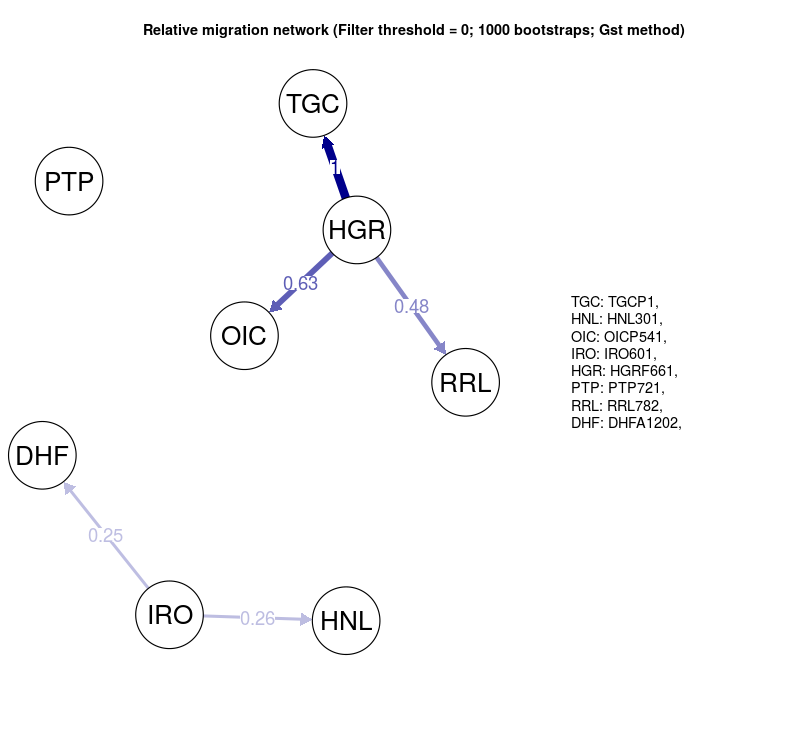 Relative migration network (Filter threshold = 0; 1000 bootstraps; Gst method)
TGC
1
PTP
HGR
0.63
0.48
OIC
RRL
TGC: TGCP1,
HNL: HNL301,
OIC: OICP541,
IRO: IRO601,
HGR: HGRF661,
PTP: PTP721,
RRL: RRL782,
DHF: DHFA1202,
DHF
0.25
IRO
0.26
HNL